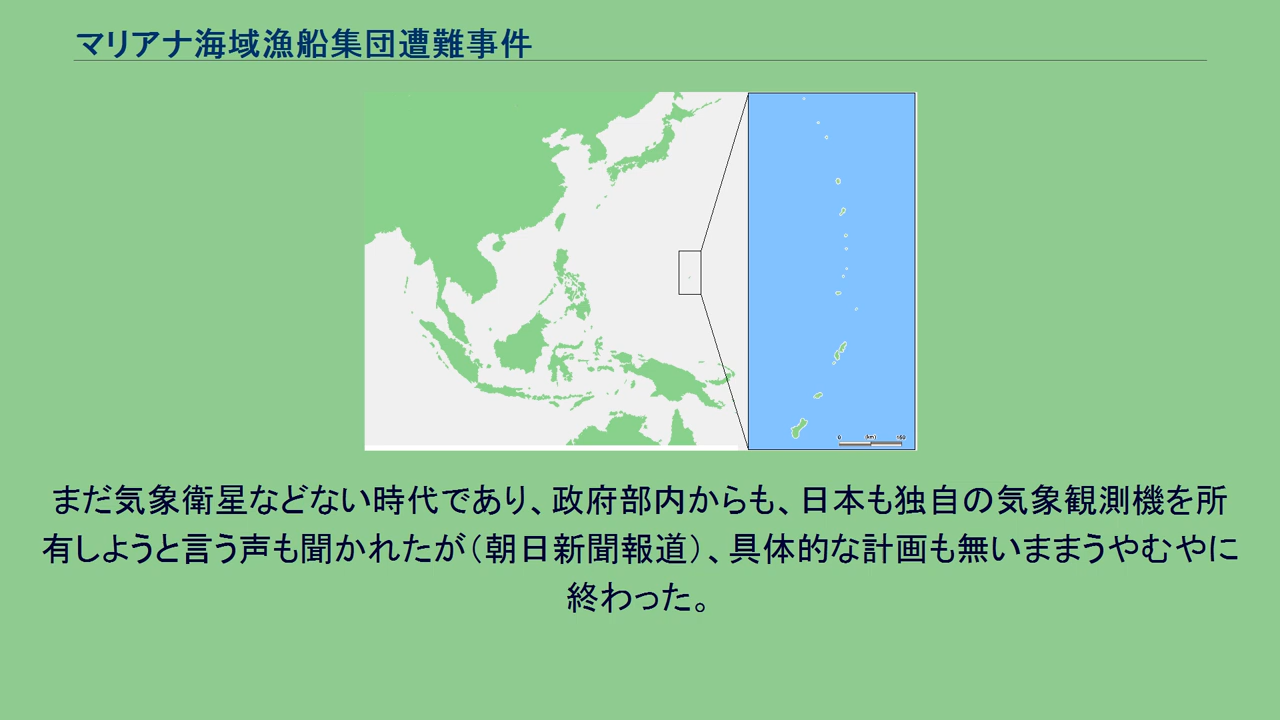 マリアナ海域漁船集団遭難事件
0 (km) 160
まだ気象衛星などない時代であり、政府部内からも、日本も独自の気象観測機を所
有しようと言う声も聞かれたが（朝日新聞報道）、具体的な計画も無いままうやむやに
終わった。